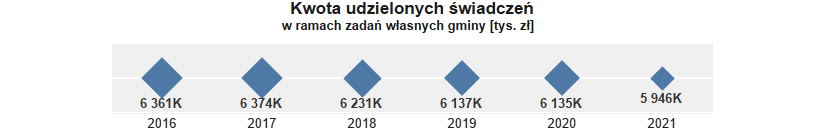 Kwota udzielonych świadczeń
w ramach zadań własnych gminy [tys. zł]
6 361K 6 374K 6 231K 6 137K 6 135K 5 946K
2016 2017 2018 2019 2020 2021